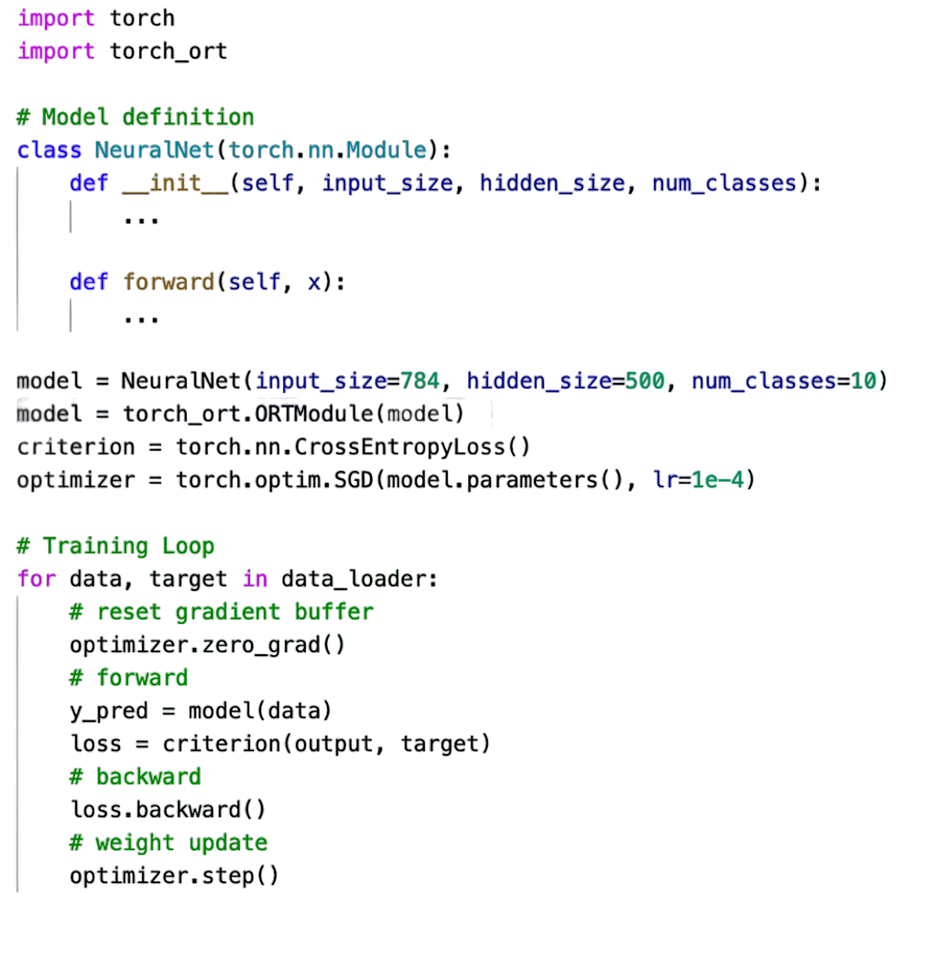 import torch
import torch_ort
# Model definition
class NeuralNet(torch.nn.Module):
    def __init__(self, input_size, hidden_size, num_classes):
        ...
    def forward(self, x):
        ...
model = NeuralNet(input_size=784, hidden_size=500, num_classes=10)
model = torch_ort.ORTModule(model)
criterion = torch.nn.CrossEntropyLoss()
optimizer = torch.optim.SGD(model.parameters(), lr=1e-4)
# Training Loop
for data, target in data_loader:
    # reset gradient buffer
    optimizer.zero_grad()
    # forward
    y_pred = model(data)
    loss = criterion(output, target)
    # backward
    loss.backward()
    # weight update
    optimizer.step()